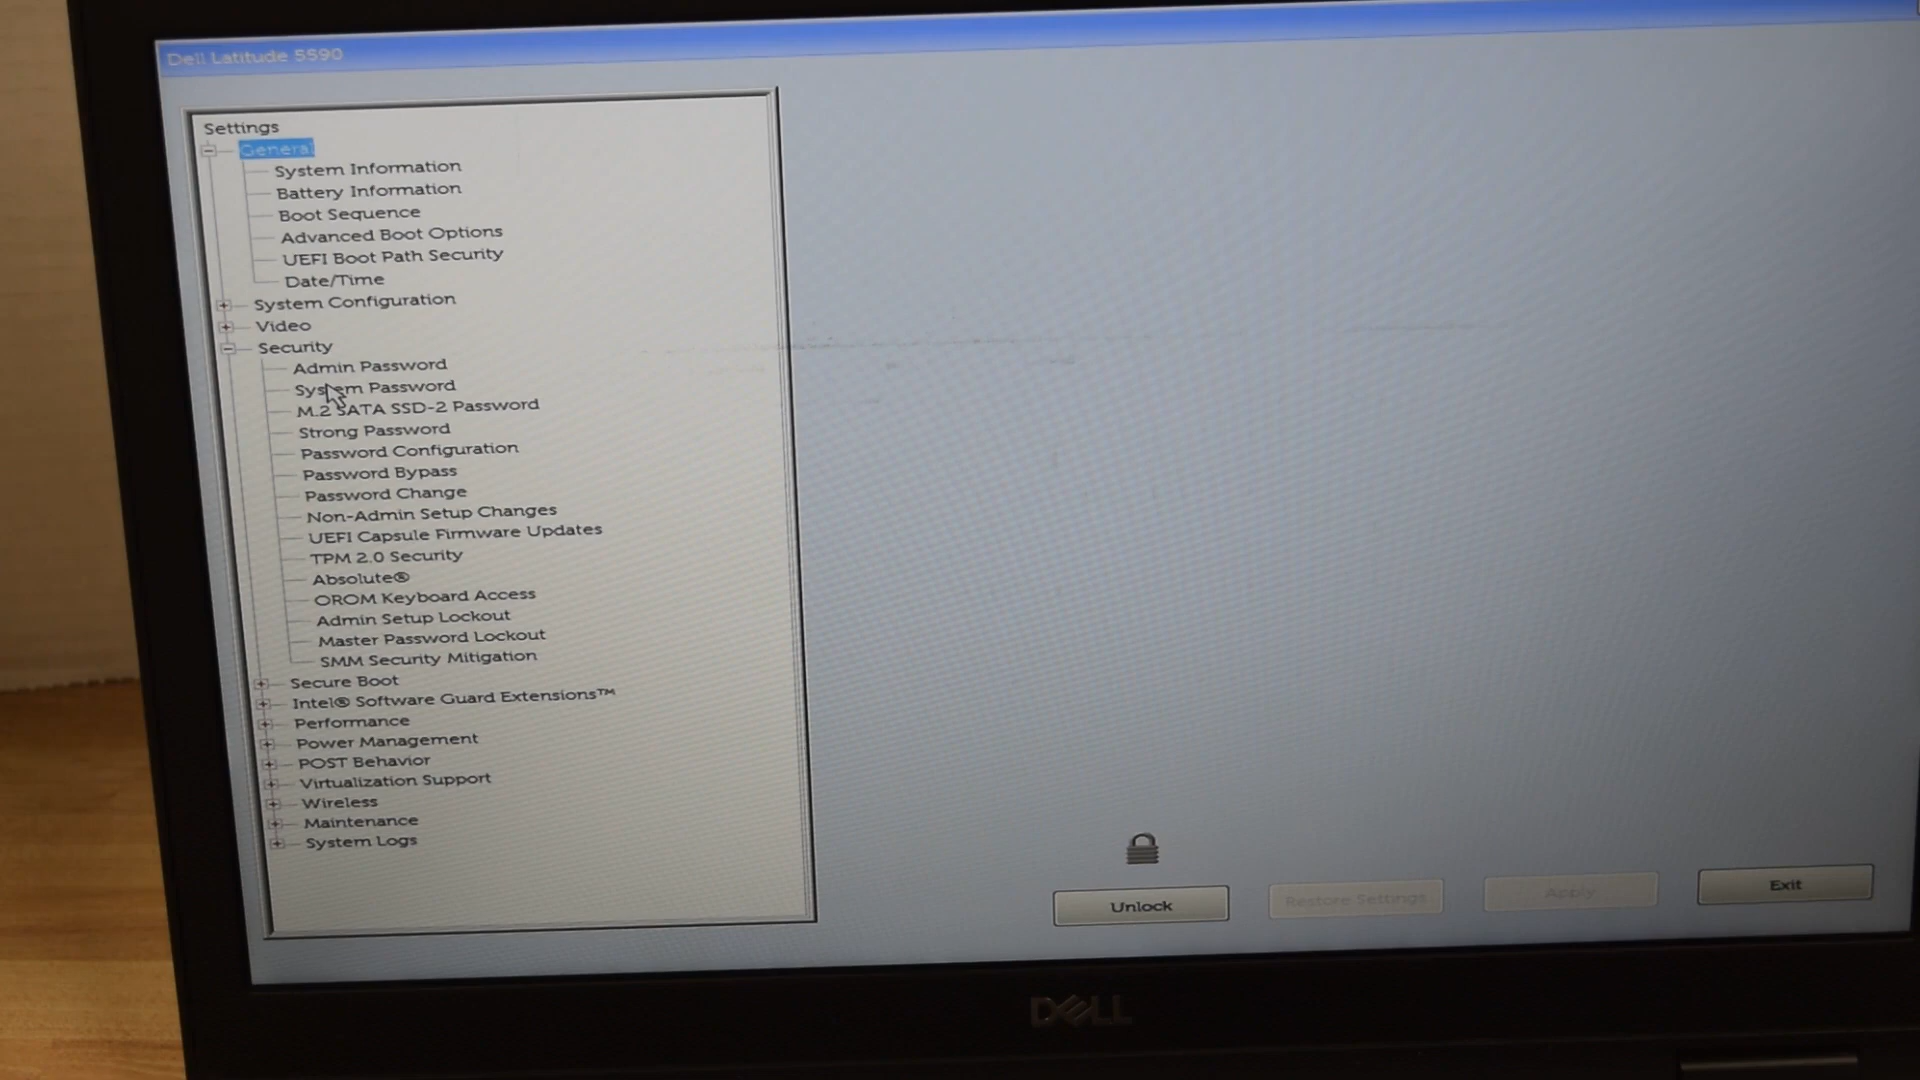 Dell Latitude 5590
Settings
General
System Information
Battery Information
Boot Sequence
Advanced Boot Options
UEFI Boot Path Security
Date/Time
System Configuration
Video
Security
Admin Password
System Password
M.2 SATA SSD-2 Password
Strong Password
Password Configuration
Password Bypass
Password Change
Non-Admin Setup Changes
UEFI Capsule Firmware Updates
TPM 2.0 Security
Absolute®
OROM Keyboard Access
Admin Setup Lockout
Master Password Lockout
SMM Security Mitigation
Secure Boot
Intel® Software Guard Extensions™
Performance
Power Management
POST Behavior
Virtualization Support
Wireless
Maintenance
System Logs
Unlock
Restore Settings
Apply
Exit
DELL